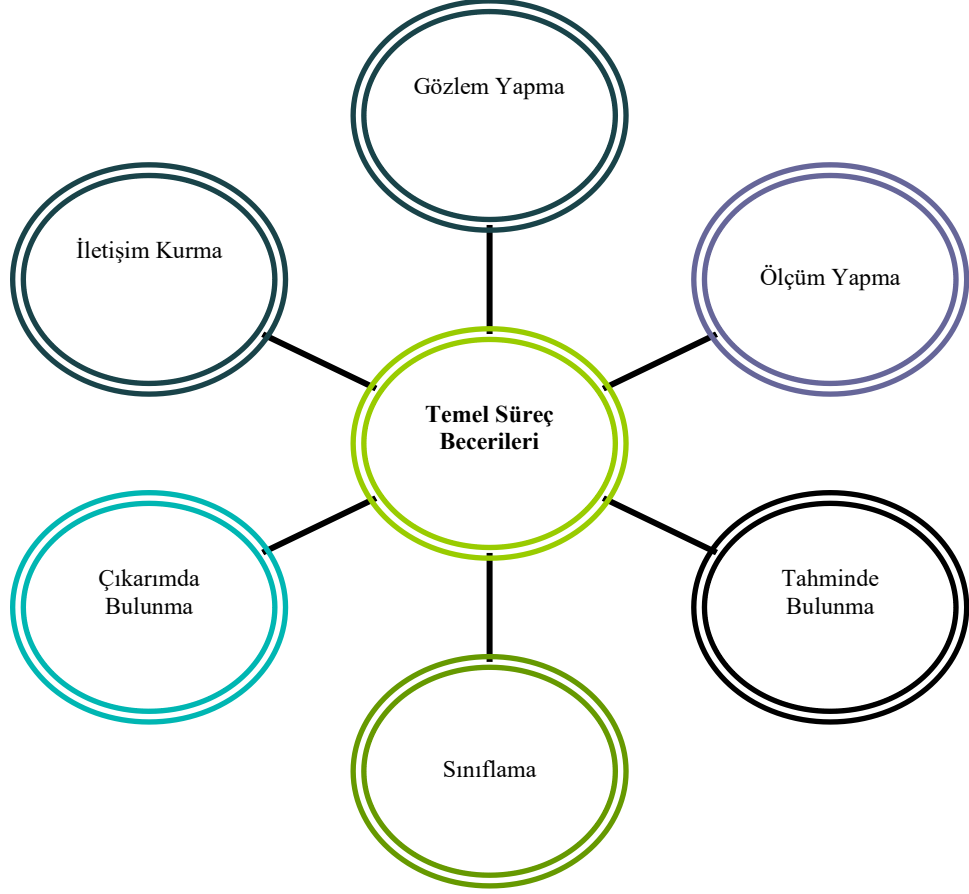 Gözlem Yapma
İletişim Kurma
Ölçüm Yapma
Temel Süreç
Becerileri
Çıkarımda
Bulunma
Tahminde
Bulunma
Sınıflama